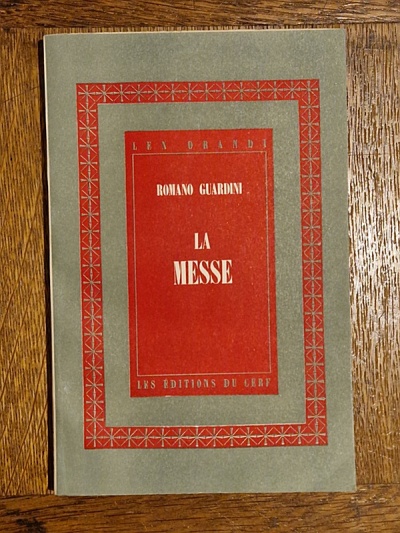 LEX ORANDI
ROMANO GUARDINI
LA
MESSE
LES ÉDITIONS DU CERF